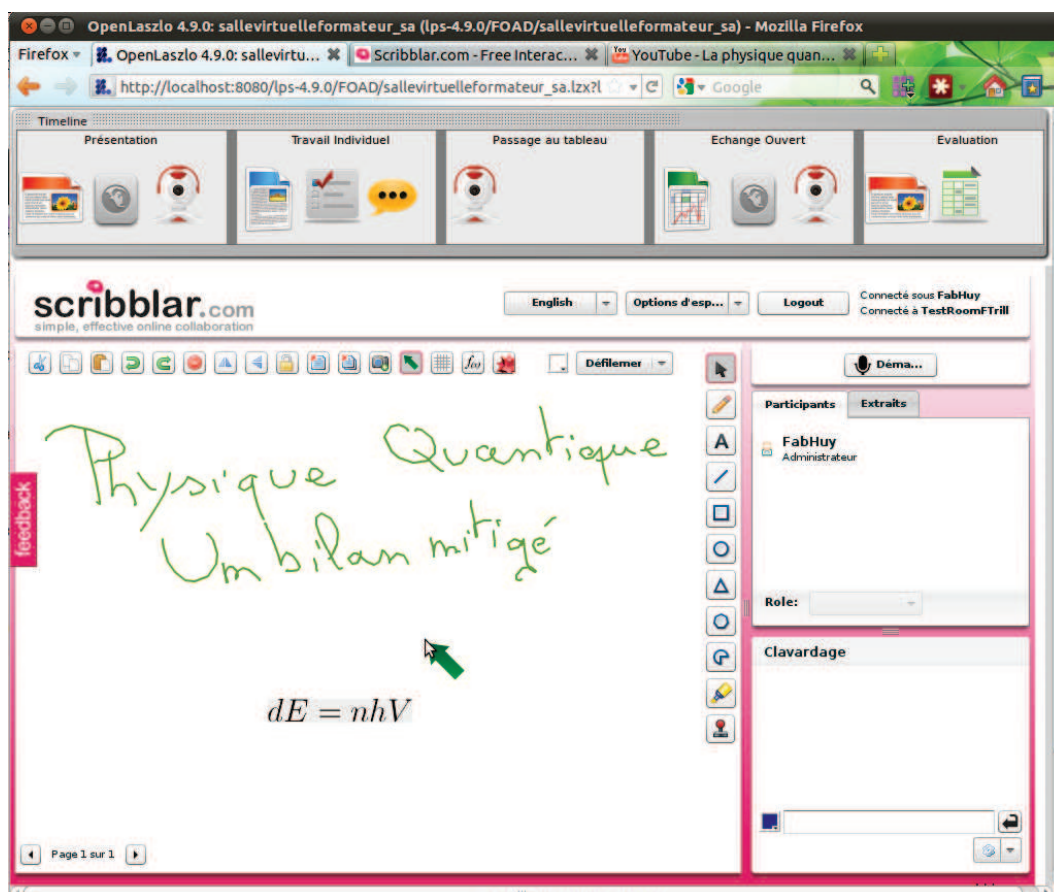 OpenLaszlo 4.9.0: sallevirtuelleformateur_sa (lps-4.9.0/FOAD/sallevirtuelleformateur_sa) - Mozilla Firefox
Firefox OpenLaszlo 4.9.0: sallevirtu... Scribblar.com - Free Interac... YouTube - La physique quan...
http://localhost:8080/lps-4.9.0/FOAD/sallevirtuelleformateur_sa.lzx?l Google
Timeline
Présentation Travail Individuel Passage au tableau Echange Ouvert Evaluation
scribblar.com
simple, effective online collaboration
English Options d'esp... Logout
Connecté sous FabHuy
Connecté à TestRoomFTrill
f(x) Défilemer
Déma...
Participants Extraits
FabHuy
Administrateur
A
Physique Quantique
Un bilan mitigé
feedback
dE = nhV
Role:
Clavardage
Page 1 sur 1